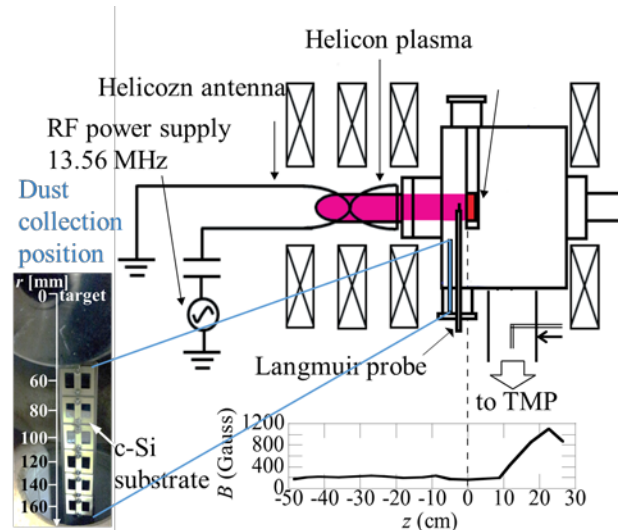 Helicon plasma
Helicozn antenna
RF power supply
13.56 MHz
Dust
collection
position
r [mm]
0 target
60
80
100
120
140
160
c-Si
substrate
Langmuir probe
to TMP
B (Gauss)
1200
800
400
0
-50 -40 -30 -20 -10 0 10 20 30
z (cm)